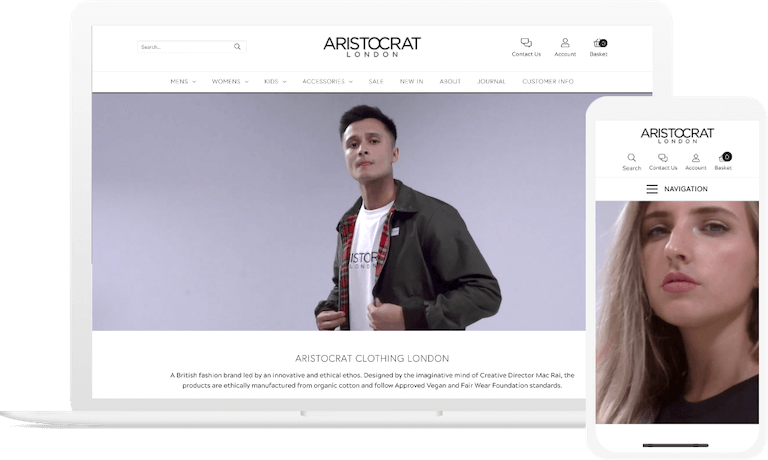 Search...
ARISTOCRAT
LONDON
Contact Us
Account
0
Basket
MENS
WOMENS
KIDS
ACCESSORIES
SALE
NEW IN
ABOUT
JOURNAL
CUSTOMER INFO
ISTOCR
LONDON
ARISTOCRAT CLOTHING LONDON
A British fashion brand led by an innovative and ethical ethos. Designed by the imaginative mind of Creative Director Mac Rai, the
products are ethically manufactured from organic cotton and follow Approved Vegan and Fair Wear Foundation standards.
ARISTOCRAT
LONDON
Search
Contact Us
Account
0
Basket
NAVIGATION